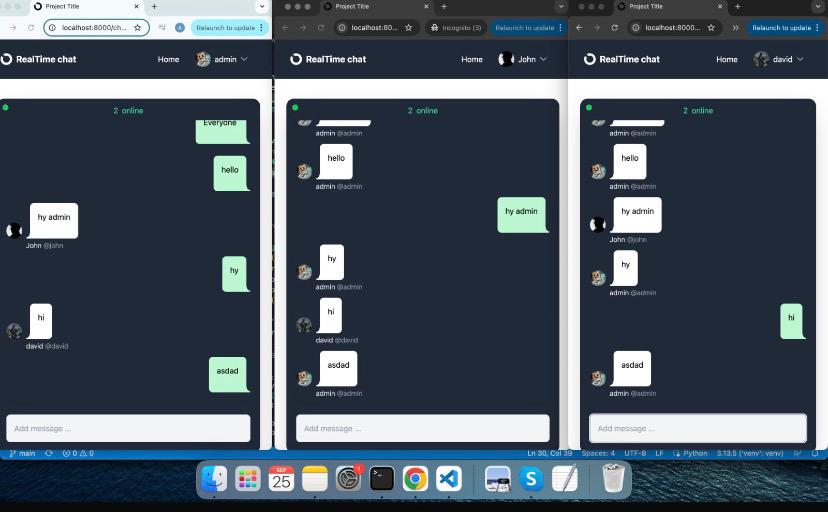 Project Title
localhost:8000/ch...
Relaunch to update
RealTime chat
Home
admin
2 online
Everyone
hello
hy admin
John @john
hy
hi
david @david
asdad
Add message ...
Project Title
localhost:80...
Incognito (3)
Relaunch to update
RealTime chat
Home
John
2 online
admin @admin
hello
admin @admin
hy admin
hy
admin @admin
hi
david @david
asdad
admin @admin
Add message ...
Project Title
localhost:8000...
Relaunch to update
RealTime chat
Home
david
2 online
admin @admin
hello
admin @admin
hy admin
John @john
hy
admin @admin
hi
asdad
admin @admin
Add message ...
main
0 0
Ln 30, Col 39
Spaces: 4
UTF-8
LF
Python
3.13.5 ('venv': venv)
SEP
25
1